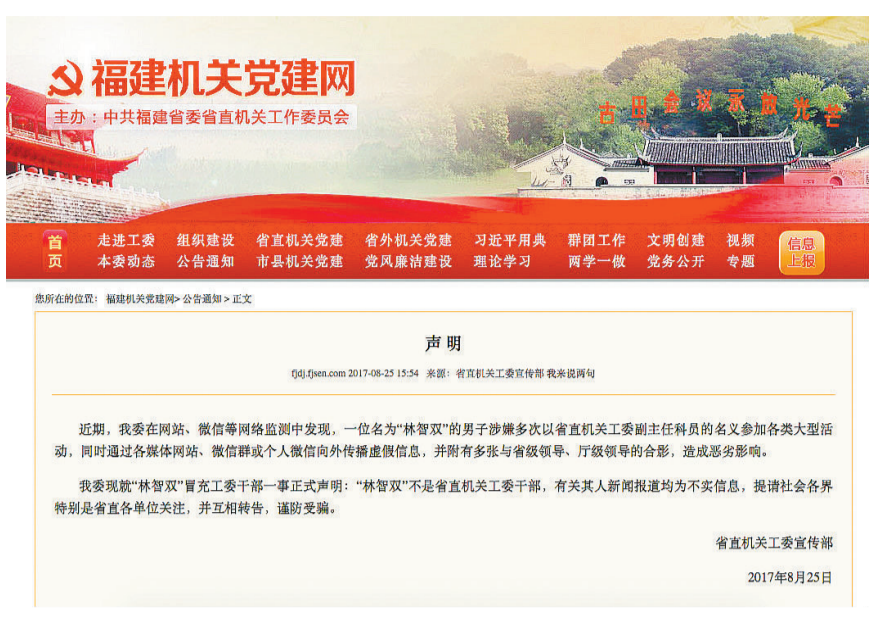 福建机关党建网
主办：中共福建省委省直机关工作委员会
古田会议永放光芒
首页
走进工委 组织建设 省直机关党建 省外机关党建 习近平用典 群团工作 文明创建 视频
本委动态 公告通知 市县机关党建 党风廉洁建设 理论学习 两学一做 党务公开 专题
信息
上报
您所在的位置： 福建机关党建网> 公告通知 > 正文
声 明
fjdj.fjsen.com 2017-08-25 15:54 来源：省直机关工委宣传部 我来说两句
近期，我委在网站、微信等网络监测中发现，一位名为“林智双”的男子涉嫌多次以省直机关工委副主任科员的名义参加各类大型活
动，同时通过各媒体网站、微信群或个人微信向外传播虚假信息，并附有多张与省级领导、厅级领导的合影，造成恶劣影响。
我委现就“林智双”冒充工委干部一事正式声明：“林智双”不是省直机关工委干部，有关其人新闻报道均为不实信息，提请社会各界
特别是省直各单位关注，并互相转告，谨防受骗。
省直机关工委宣传部
2017年8月25日